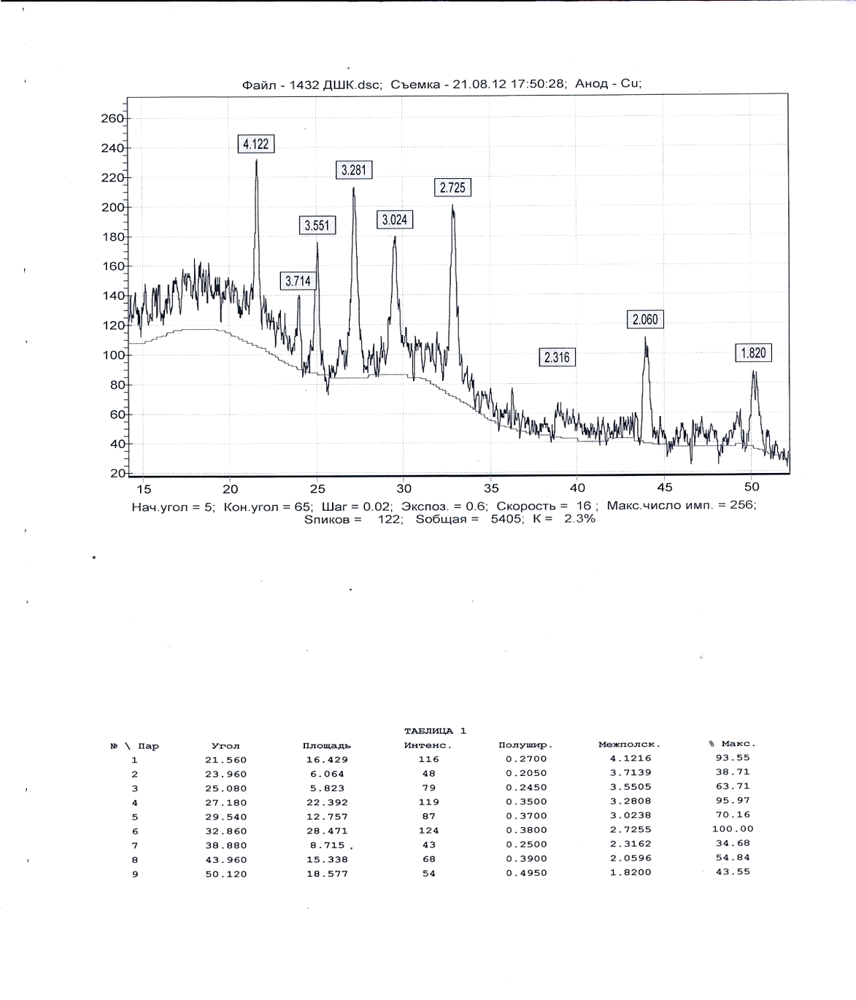 Файл - 1432 ДШК.dsc; Съемка - 21.08.12 17:50:28; Анод - Cu;
260
240
220
200
180
160
140
120
100
80
60
40
20
4.122
3.281
2.725
3.551
3.024
3.714
2.060
2.316
1.820
15 20 25 30 35 40 45 50
Нач.угол = 5; Кон.угол = 65; Шаг = 0.02; Экспоз. = 0.6; Скорость = 16 ; Макс.число имп. = 256;
Sпиков = 122; Sобщая = 5405; К = 2.3%
ТАБЛИЦА 1
№ \ Пар Угол Площадь Интенс. Полушир. Межполск. % Макс.
1 21.560 16.429 116 0.2700 4.1216 93.55
2 23.960 6.064 48 0.2050 3.7139 38.71
3 25.080 5.823 79 0.2450 3.5505 63.71
4 27.180 22.392 119 0.3500 3.2808 95.97
5 29.540 12.757 87 0.3700 3.0238 70.16
6 32.860 28.471 124 0.3800 2.7255 100.00
7 38.880 8.715 43 0.2500 2.3162 34.68
8 43.960 15.338 68 0.3900 2.0596 54.84
9 50.120 18.577 54 0.4950 1.8200 43.55